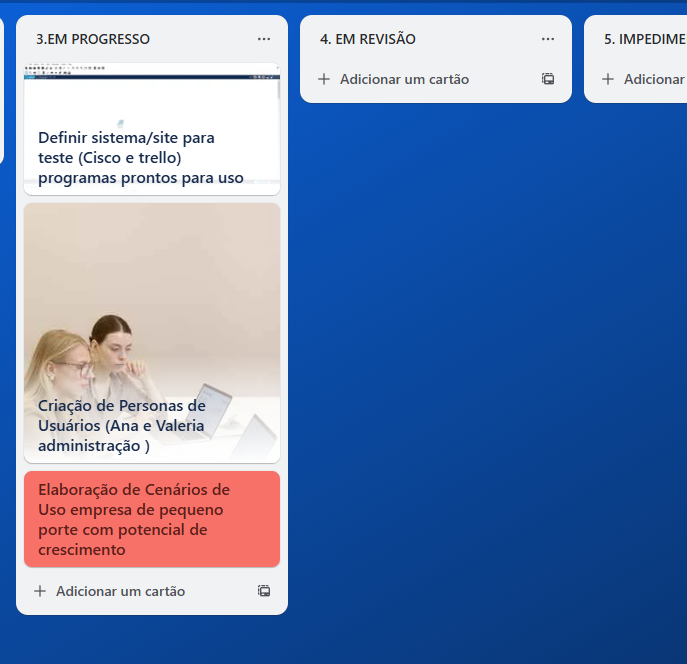 3.EM PROGRESSO
Definir sistema/site para
teste (Cisco e trello)
programas prontos para uso
Criação de Personas de
Usuários (Ana e Valeria
administração )
Elaboração de Cenários de
Uso empresa de pequeno
porte com potencial de
crescimento
Adicionar um cartão
4. EM REVISÃO
Adicionar um cartão
5. IMPEDIME
Adicionar